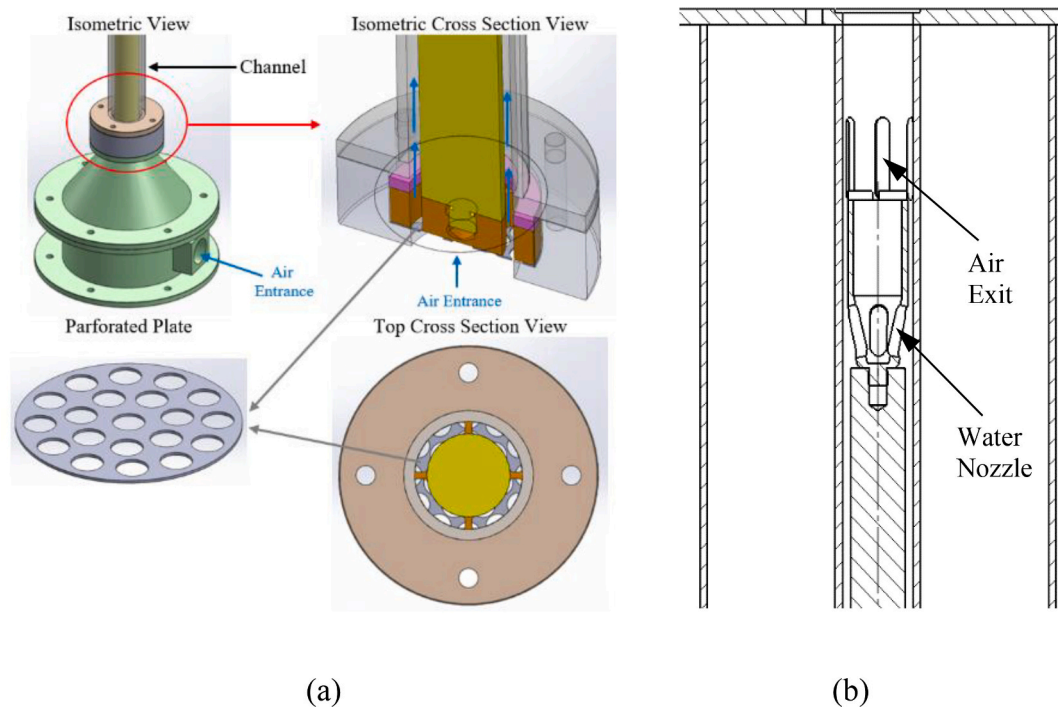 Isometric View
Channel
Air
Entrance
Isometric Cross Section View
Air Entrance
Parforated Plate
Top Cross Section View
(a)
Air
Exit
Water
Nozzle
(b)